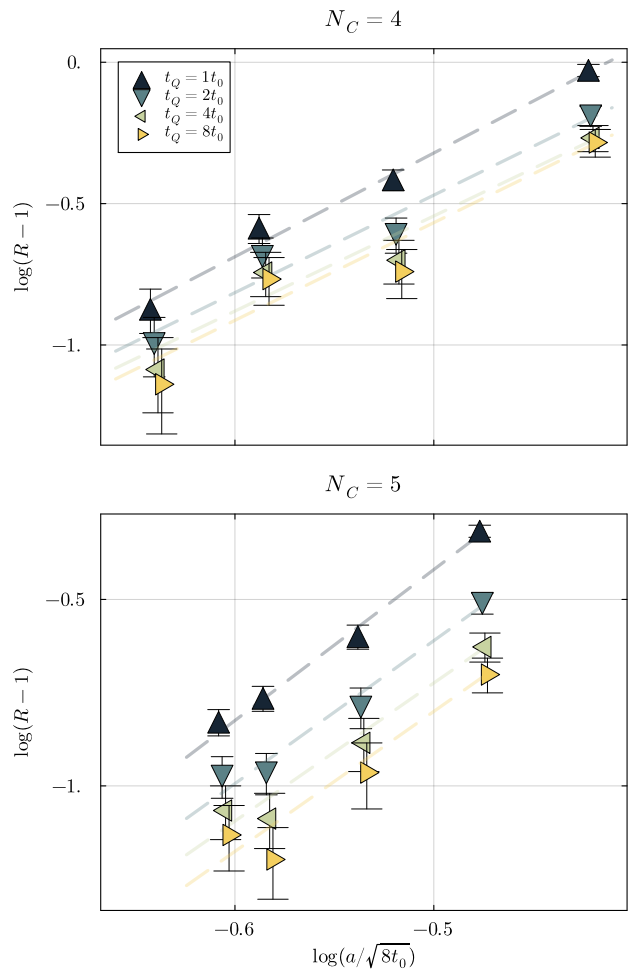 N_C = 4
0.
−0.5
−1.
log(R − 1)
t_Q = 1t_0
t_Q = 2t_0
t_Q = 4t_0
t_Q = 8t_0
N_C = 5
−0.5
−1.
log(R − 1)
−0.6 −0.5
log(a/√8t_0)